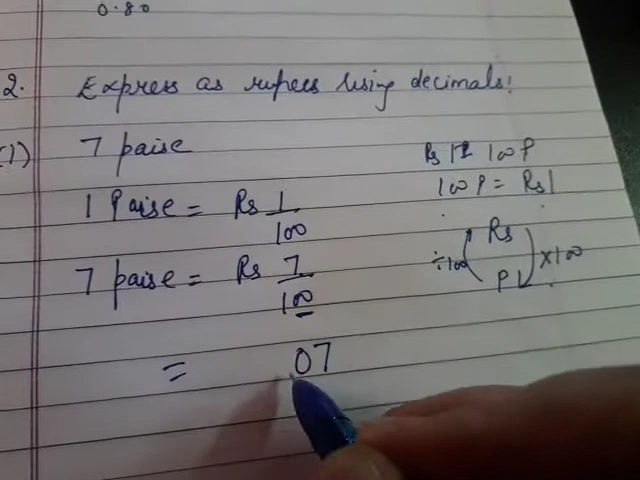 0.80
2. Express as rupees using decimals:
(1) 7 paise
Rs 1 = 100 P
100 P = Rs 1
1 Paise = Rs 1/100
Rs
÷100 ×100
P
7 paise = Rs 7/100
= 07